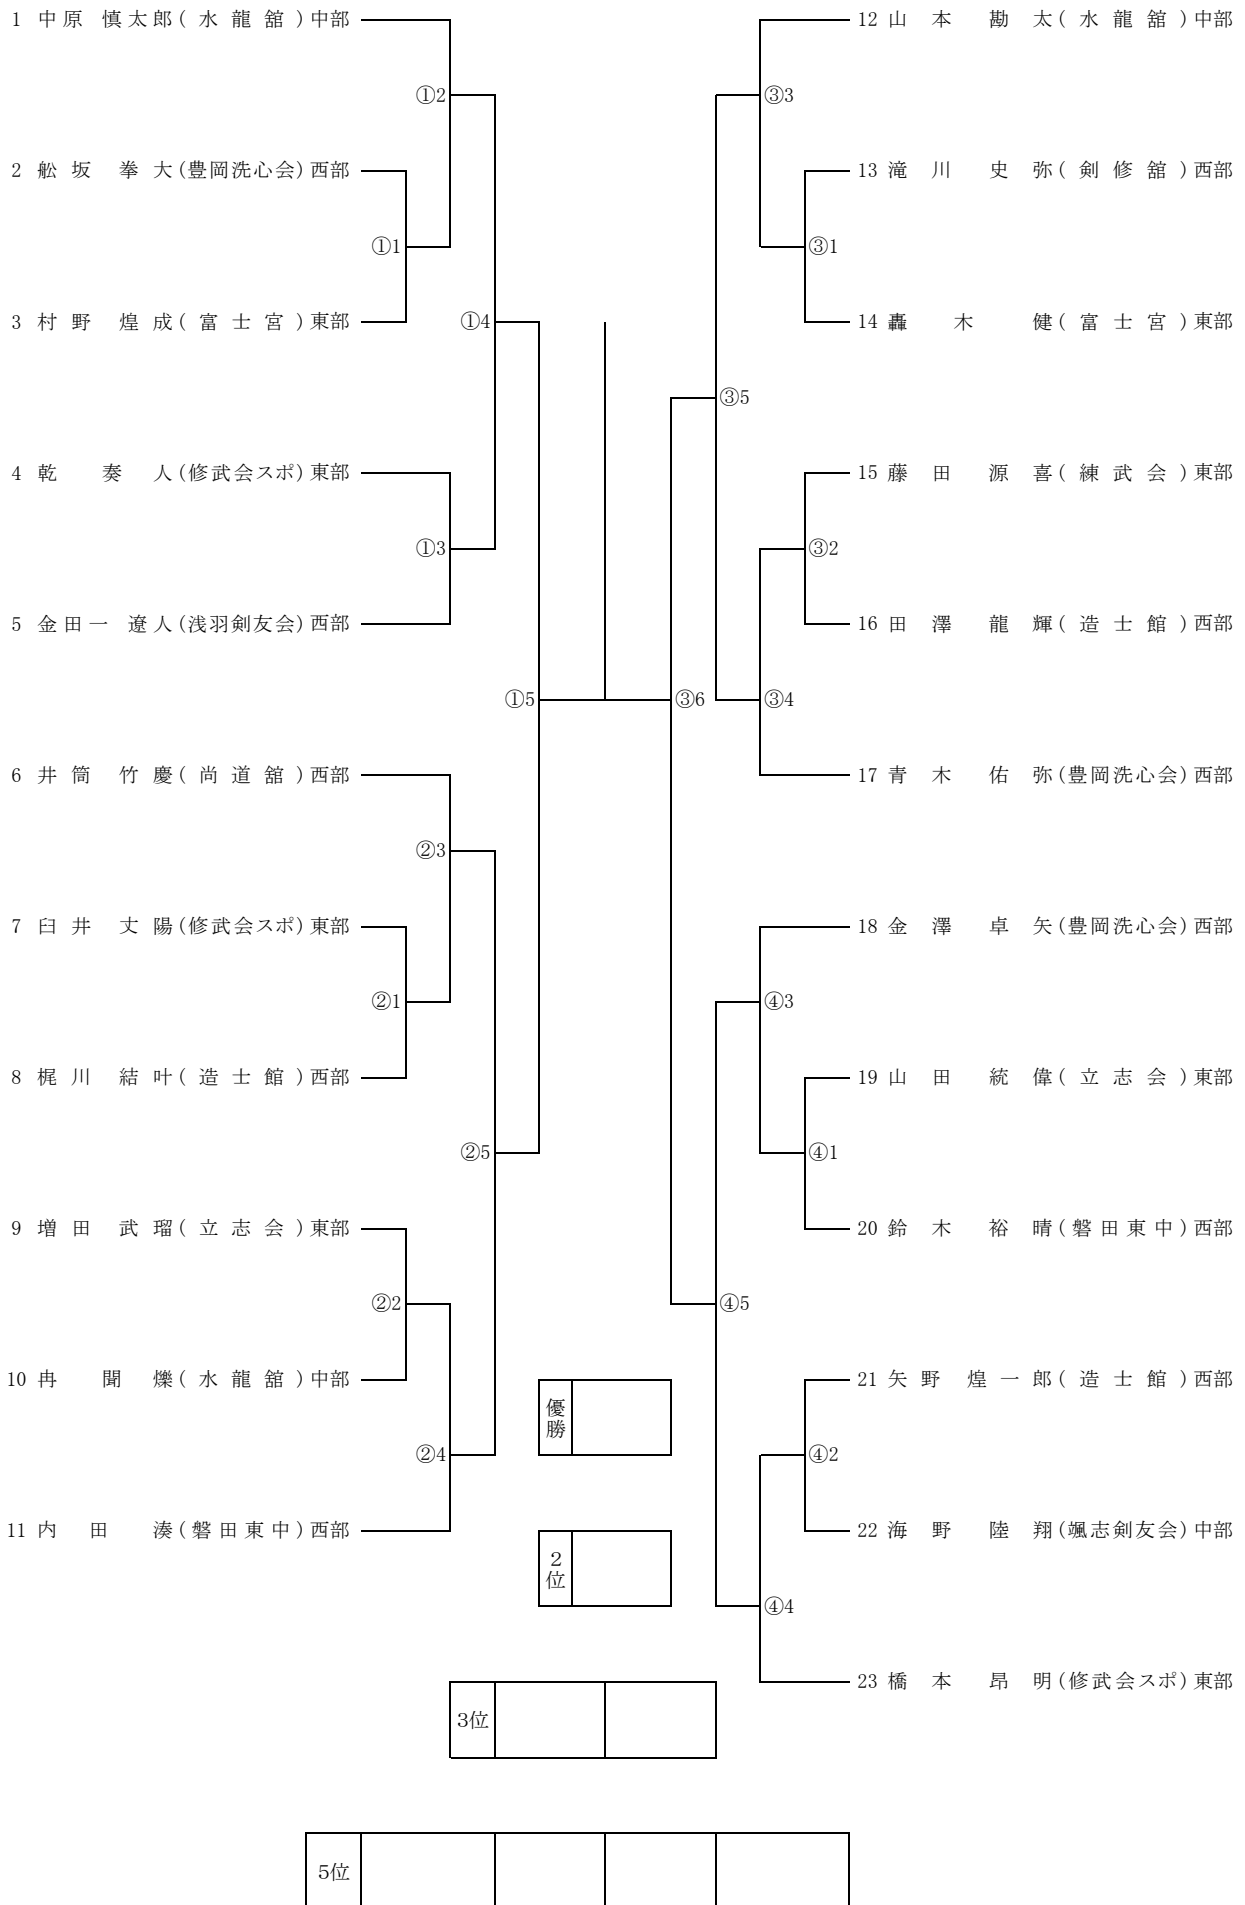 1 中原 慎太郎(水龍舘)中部
①2
2 舩坂 拳大(豊岡洗心会)西部
①1
3 村野 煌成(富士宮)東部
①4
4 乾 奏人(修武会スポ)東部
①3
5 金田一 遼人(浅羽剣友会)西部
①5
6 井筒 竹慶(尚道舘)西部
②3
7 臼井 丈陽(修武会スポ)東部
②1
8 梶川 結叶(造士館)西部
②5
9 増田 武瑠(立志会)東部
②2
10 冉 聞爍(水龍舘)中部
②4
11 内田 湊(磐田東中)西部
12 山本 勘太(水龍舘)中部
③3
13 滝川 史弥(剣修舘)西部
③1
14 轟木 健(富士宮)東部
③5
15 藤田 源喜(練武会)東部
③2
16 田澤 龍輝(造士館)西部
③6
③4
17 青木 佑弥(豊岡洗心会)西部
18 金澤 卓矢(豊岡洗心会)西部
④3
19 山田 統偉(立志会)東部
④1
20 鈴木 裕晴(磐田東中)西部
④5
21 矢野 煌一郎(造士館)西部
④2
22 海野 陸翔(颯志剣友会)中部
④4
23 橋本 昂明(修武会スポ)東部
優勝
2位
3位
5位